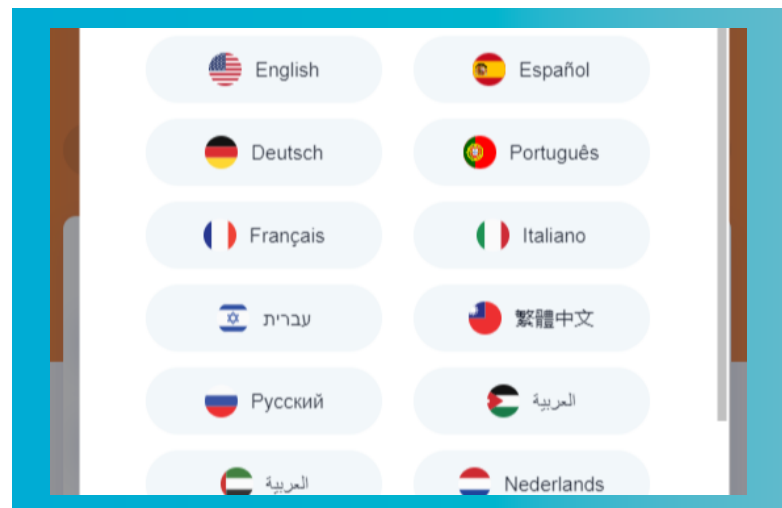 English
Español
Deutsch
Português
Français
Italiano
עברית
繁體中文
Русский
العربية
العربية
Nederlands